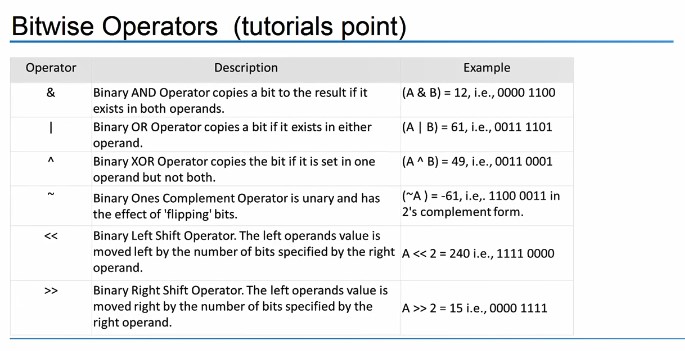 Bitwise Operators (tutorials point)
Operator Description Example
& Binary AND Operator copies a bit to the result if it (A & B) = 12, i.e., 0000 1100
exists in both operands.
| Binary OR Operator copies a bit if it exists in either (A | B) = 61, i.e., 0011 1101
operand.
^ Binary XOR Operator copies the bit if it is set in one (A ^ B) = 49, i.e., 0011 0001
operand but not both.
~ Binary Ones Complement Operator is unary and has (~A ) = -61, i.e,. 1100 0011 in
the effect of 'flipping' bits. 2's complement form.
<< Binary Left Shift Operator. The left operands value is
moved left by the number of bits specified by the right A << 2 = 240 i.e., 1111 0000
operand.
>> Binary Right Shift Operator. The left operands value is
moved right by the number of bits specified by the A >> 2 = 15 i.e., 0000 1111
right operand.